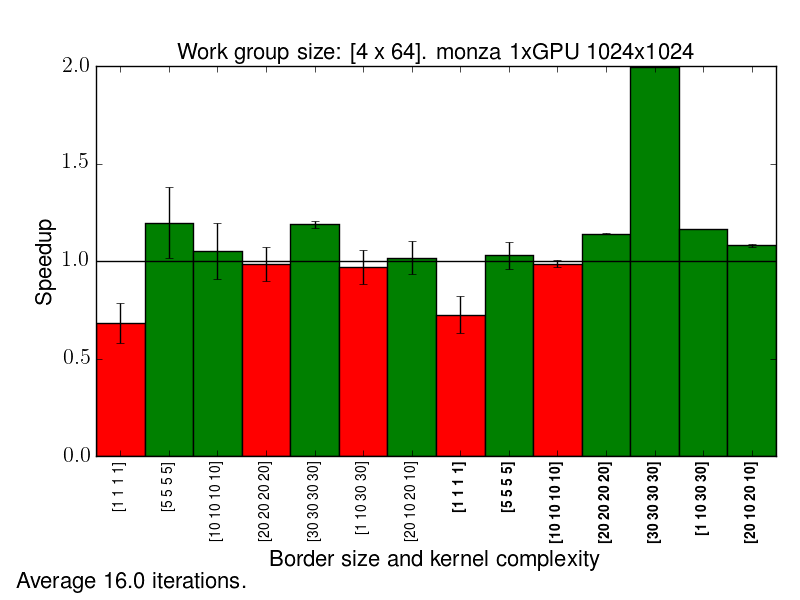 Work group size: [4 x 64]. monza 1xGPU 1024x1024
2.0
1.5
1.0
0.5
0.0
Speedup
[1 1 1 1]
[5 5 5 5]
[10 10 10 10]
[20 20 20 20]
[30 30 30 30]
[1 10 30 30]
[20 10 20 10]
[1 1 1 1]
[5 5 5 5]
[10 10 10 10]
[20 20 20 20]
[30 30 30 30]
[1 10 30 30]
[20 10 20 10]
Border size and kernel complexity
Average 16.0 iterations.